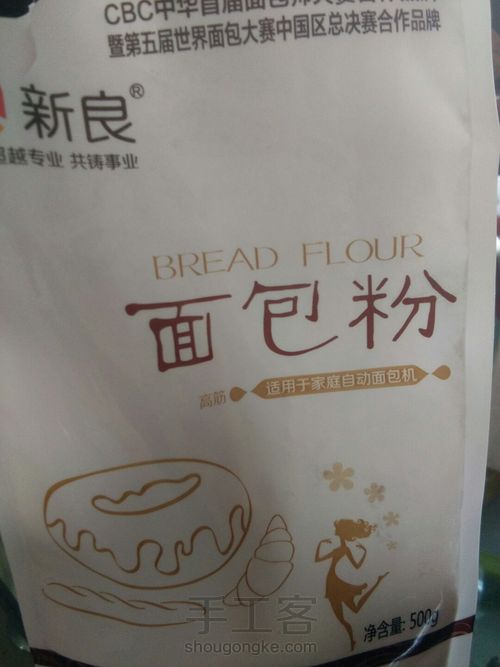 CBC中华首届面包师大赛合作品牌
暨第五届世界面包大赛中国区总决赛合作品牌
新良®
超越专业 共铸事业
BREAD FLOUR
面包粉
高筋
适用于家庭自动面包机
净含量: 500g
手工客
shougongke.com